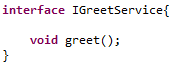 interface IGreetService{
void greet();
}